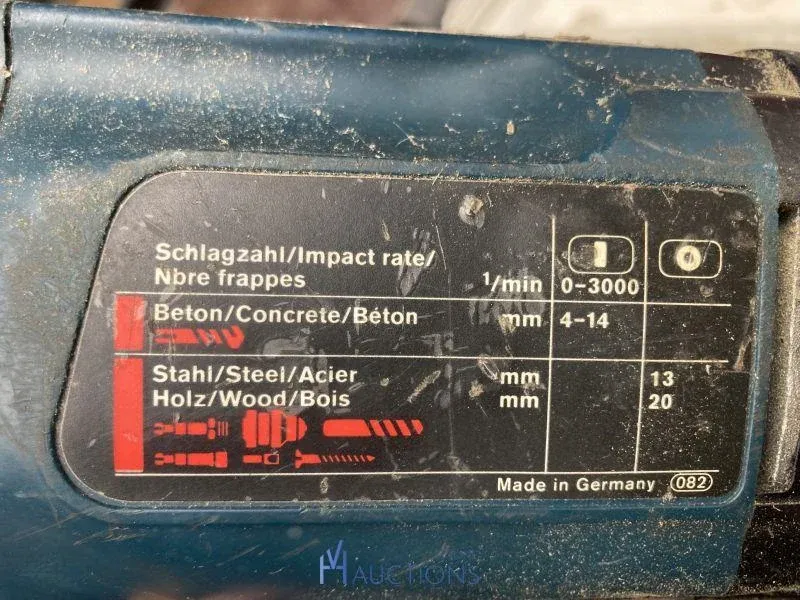 Schlagzahl/Impact rate/
Nbre frappes 1/min 0-3000
Beton/Concrete/Béton mm 4-14
Stahl/Steel/Acier mm 13
Holz/Wood/Bois mm 20
Made in Germany 082
AUCTIONS